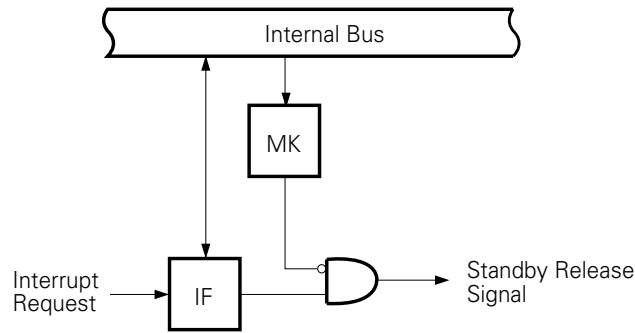 Internal Bus
MK
Interrupt
Request
IF
Standby Release
Signal